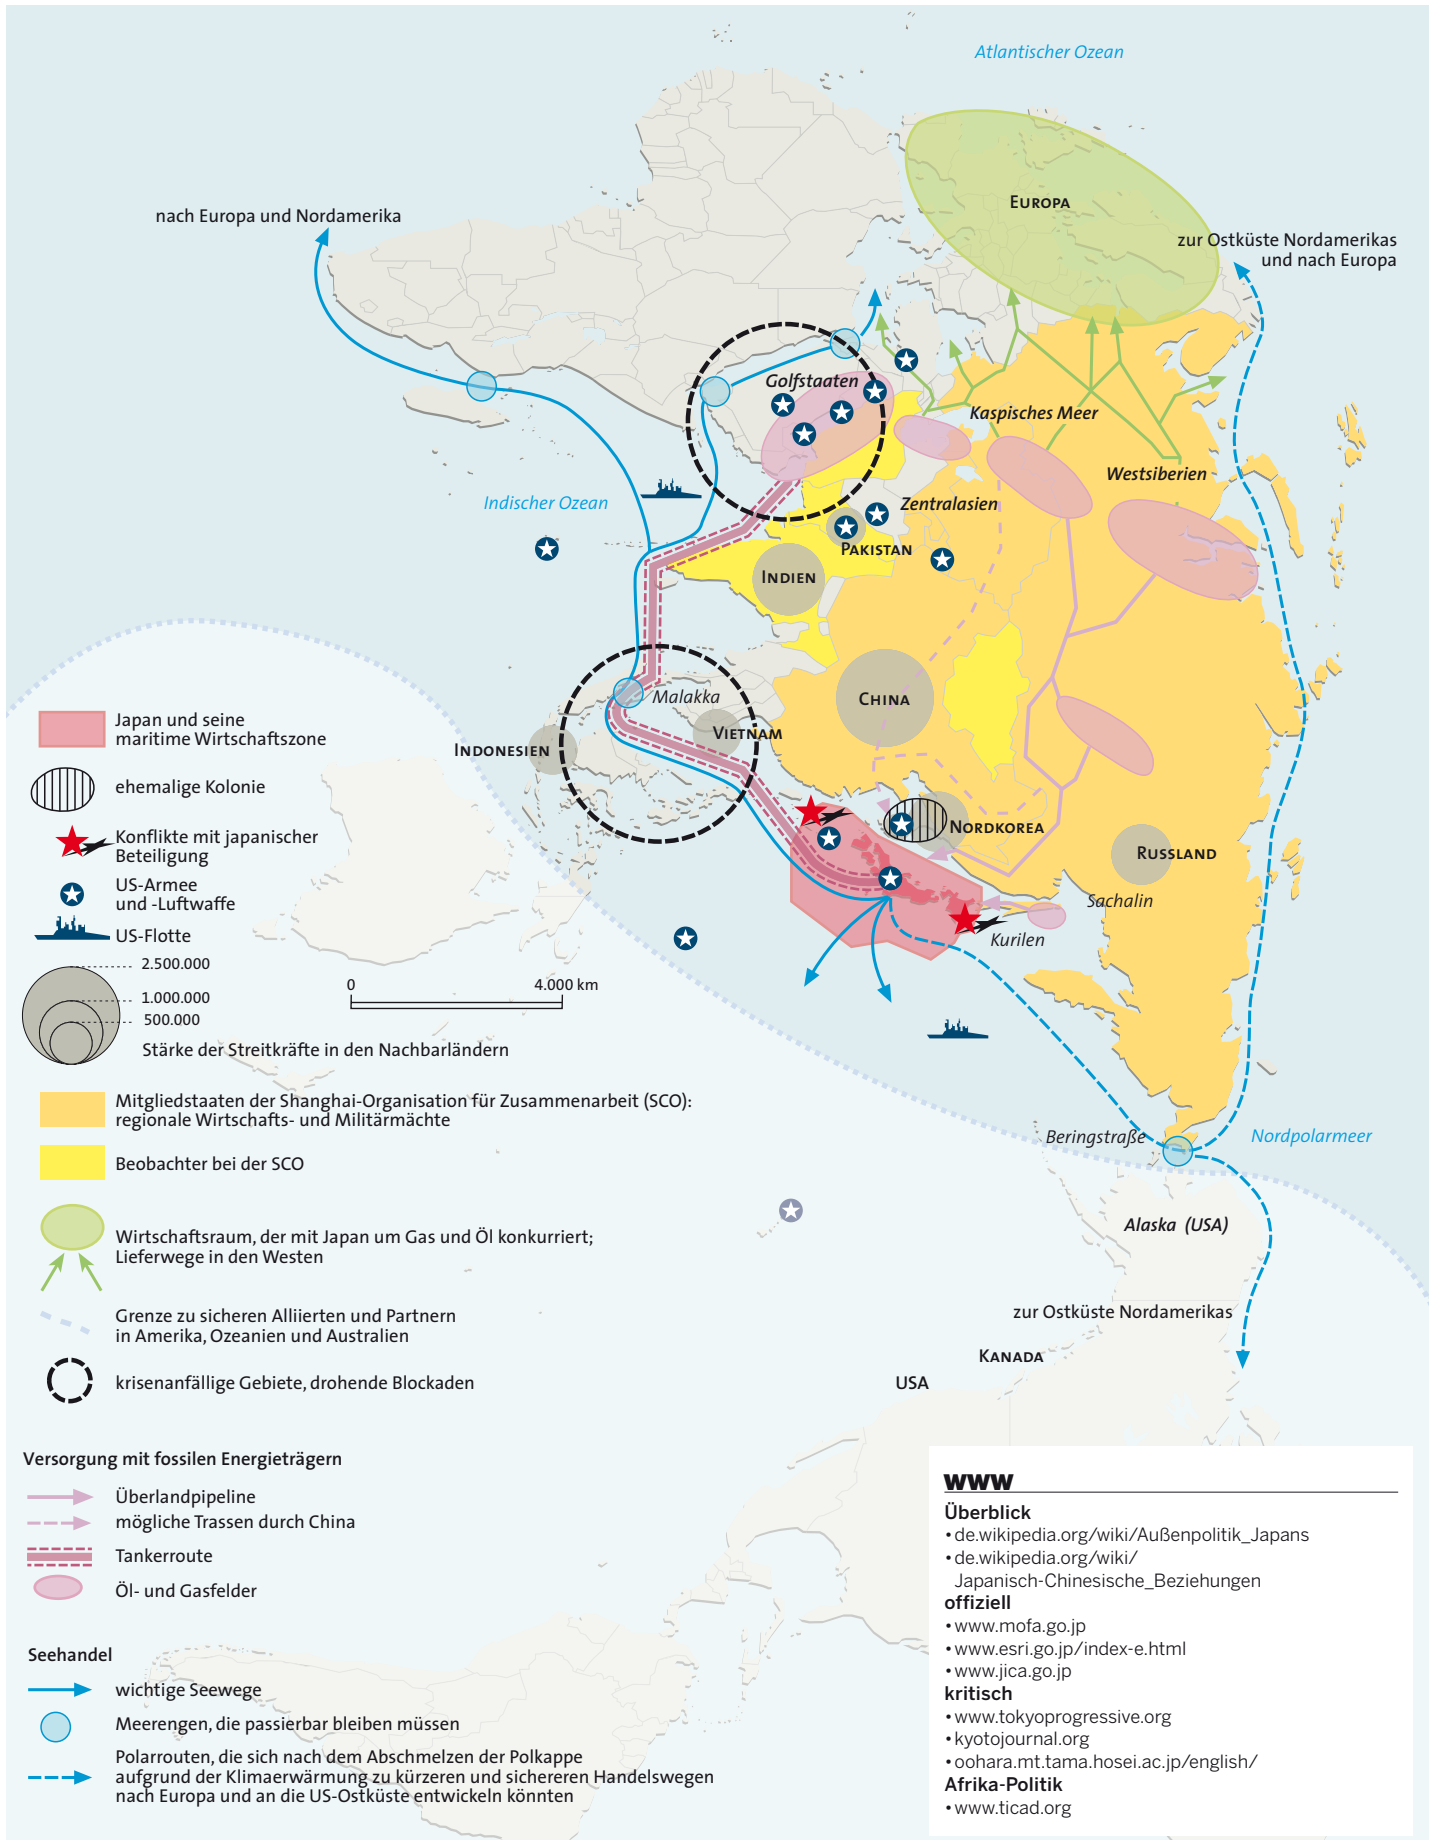 Atlantischer Ozean
EUROPA
nach Europa und Nordamerika
zur Ostküste Nordamerikas
und nach Europa
Golfstaaten
Kaspisches Meer
Westsiberien
Indischer Ozean
Zentralasien
PAKISTAN
INDIEN
Malakka
CHINA
VIETNAM
INDONESIEN
NORDKOREA
RUSSLAND
Sachalin
Kurilen
Beringstraße
Nordpolarmeer
Alaska (USA)
zur Ostküste Nordamerikas
KANADA
USA
Japan und seine
maritime Wirtschaftszone
ehemalige Kolonie
Konflikte mit japanischer
Beteiligung
US-Armee
und -Luftwaffe
US-Flotte
2.500.000
1.000.000
500.000
Stärke der Streitkräfte in den Nachbarländern
0 4.000 km
Mitgliedstaaten der Shanghai-Organisation für Zusammenarbeit (SCO):
regionale Wirtschafts- und Militärmächte
Beobachter bei der SCO
Wirtschaftsraum, der mit Japan um Gas und Öl konkurriert;
Lieferwege in den Westen
Grenze zu sicheren Alliierten und Partnern
in Amerika, Ozeanien und Australien
krisenanfällige Gebiete, drohende Blockaden
Versorgung mit fossilen Energieträgern
Überlandpipeline
mögliche Trassen durch China
Tankerroute
Öl- und Gasfelder
Seehandel
wichtige Seewege
Meerengen, die passierbar bleiben müssen
Polarrouten, die sich nach dem Abschmelzen der Polkappe
aufgrund der Klimaerwärmung zu kürzeren und sichereren Handelswegen
nach Europa und an die US-Ostküste entwickeln könnten
www
Überblick
• de.wikipedia.org/wiki/Außenpolitik_Japans
• de.wikipedia.org/wiki/
Japanisch-Chinesische_Beziehungen
offiziell
• www.mofa.go.jp
• www.esri.go.jp/index-e.html
• www.jica.go.jp
kritisch
• www.tokyoprogressive.org
• kyotojournal.org
• oohara.mt.tama.hosei.ac.jp/english/
Afrika-Politik
• www.ticad.org